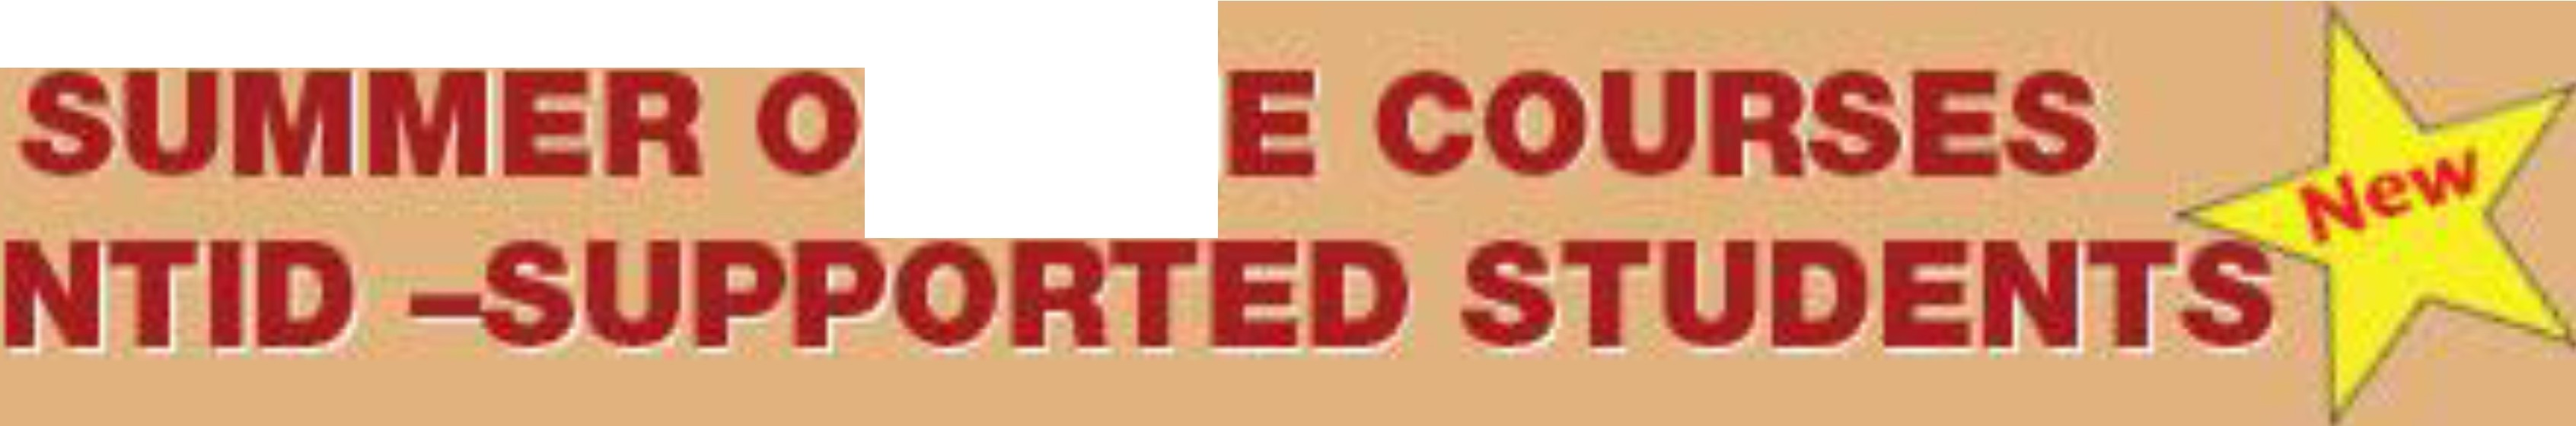 SUMMER COURSES
New
NTID –SUPPORTED STUDENTS